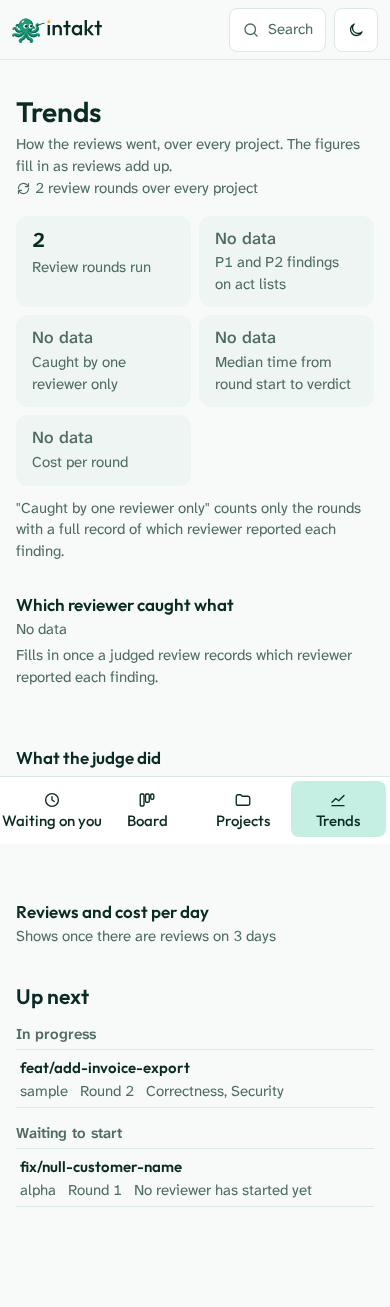 intakt
Search
Trends
How the reviews went, over every project. The figures
fill in as reviews add up.
2 review rounds over every project
2
Review rounds run
No data
P1 and P2 findings
on act lists
No data
Caught by one
reviewer only
No data
Median time from
round start to verdict
No data
Cost per round
"Caught by one reviewer only" counts only the rounds
with a full record of which reviewer reported each
finding.
Which reviewer caught what
No data
Fills in once a judged review records which reviewer
reported each finding.
What the judge did
Waiting on you
Board
Projects
Trends
Reviews and cost per day
Shows once there are reviews on 3 days
Up next
In progress
feat/add-invoice-export
sample Round 2 Correctness, Security
Waiting to start
fix/null-customer-name
alpha Round 1 No reviewer has started yet